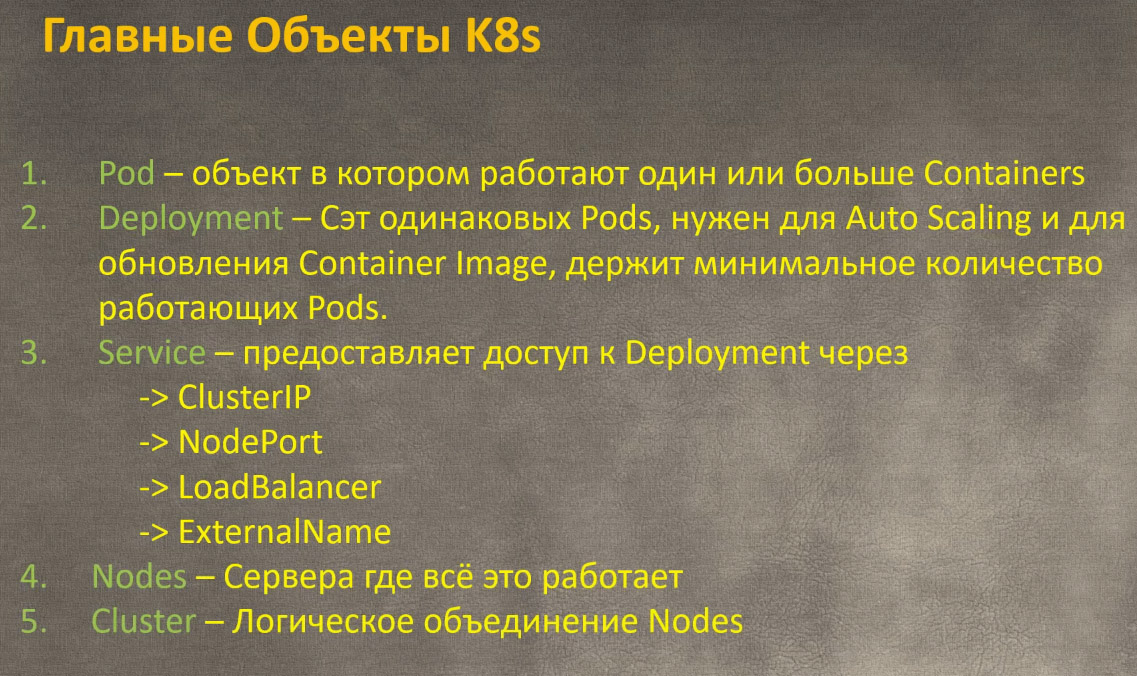 Главные Объекты K8s
1. Pod – объект в котором работают один или больше Containers
2. Deployment – Сэт одинаковых Pods, нужен для Auto Scaling и для
обновления Container Image, держит минимальное количество
работающих Pods.
3. Service – предоставляет доступ к Deployment через
-> ClusterIP
-> NodePort
-> LoadBalancer
-> ExternalName
4. Nodes – Сервера где всё это работает
5. Cluster – Логическое объединение Nodes